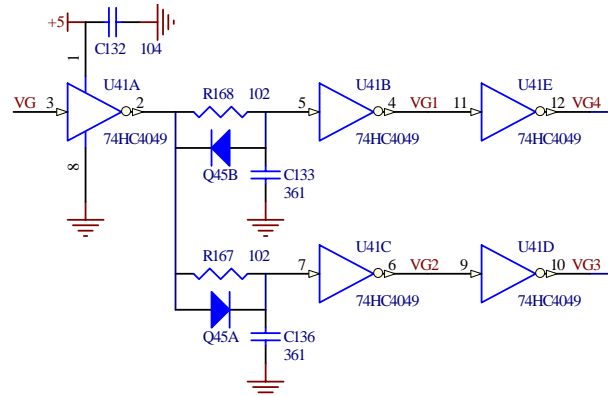 +5
C132 104
1
U41A
VG 3 2
74HC4049
8
R168 102
Q45B
C133
361
U41B
5 4 VG1
74HC4049
U41E
11 12 VG4
74HC4049
R167 102
Q45A
C136
361
U41C
7 6 VG2
74HC4049
U41D
9 10 VG3
74HC4049